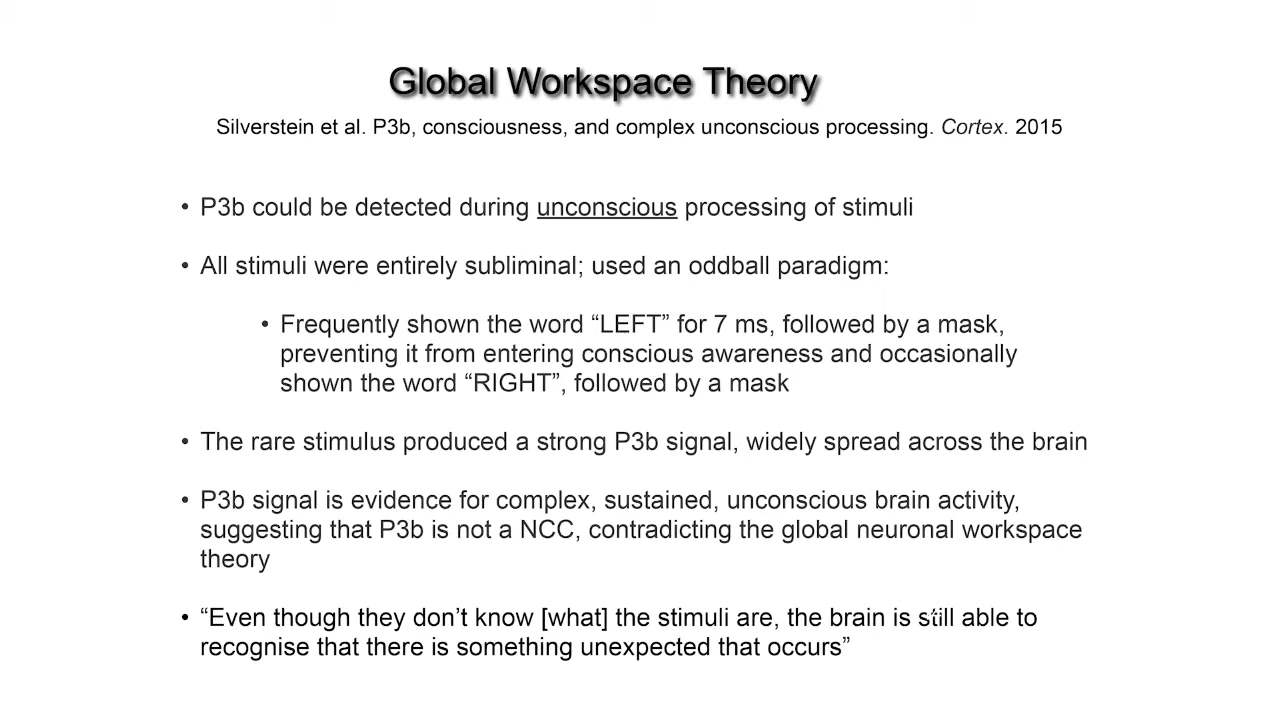 Global Workspace Theory
Silverstein et al. P3b, consciousness, and complex unconscious processing. Cortex. 2015
• P3b could be detected during unconscious processing of stimuli
• All stimuli were entirely subliminal; used an oddball paradigm:
• Frequently shown the word “LEFT” for 7 ms, followed by a mask,
preventing it from entering conscious awareness and occasionally
shown the word “RIGHT”, followed by a mask
• The rare stimulus produced a strong P3b signal, widely spread across the brain
• P3b signal is evidence for complex, sustained, unconscious brain activity,
suggesting that P3b is not a NCC, contradicting the global neuronal workspace
theory
• “Even though they don’t know [what] the stimuli are, the brain is still able to
recognise that there is something unexpected that occurs”